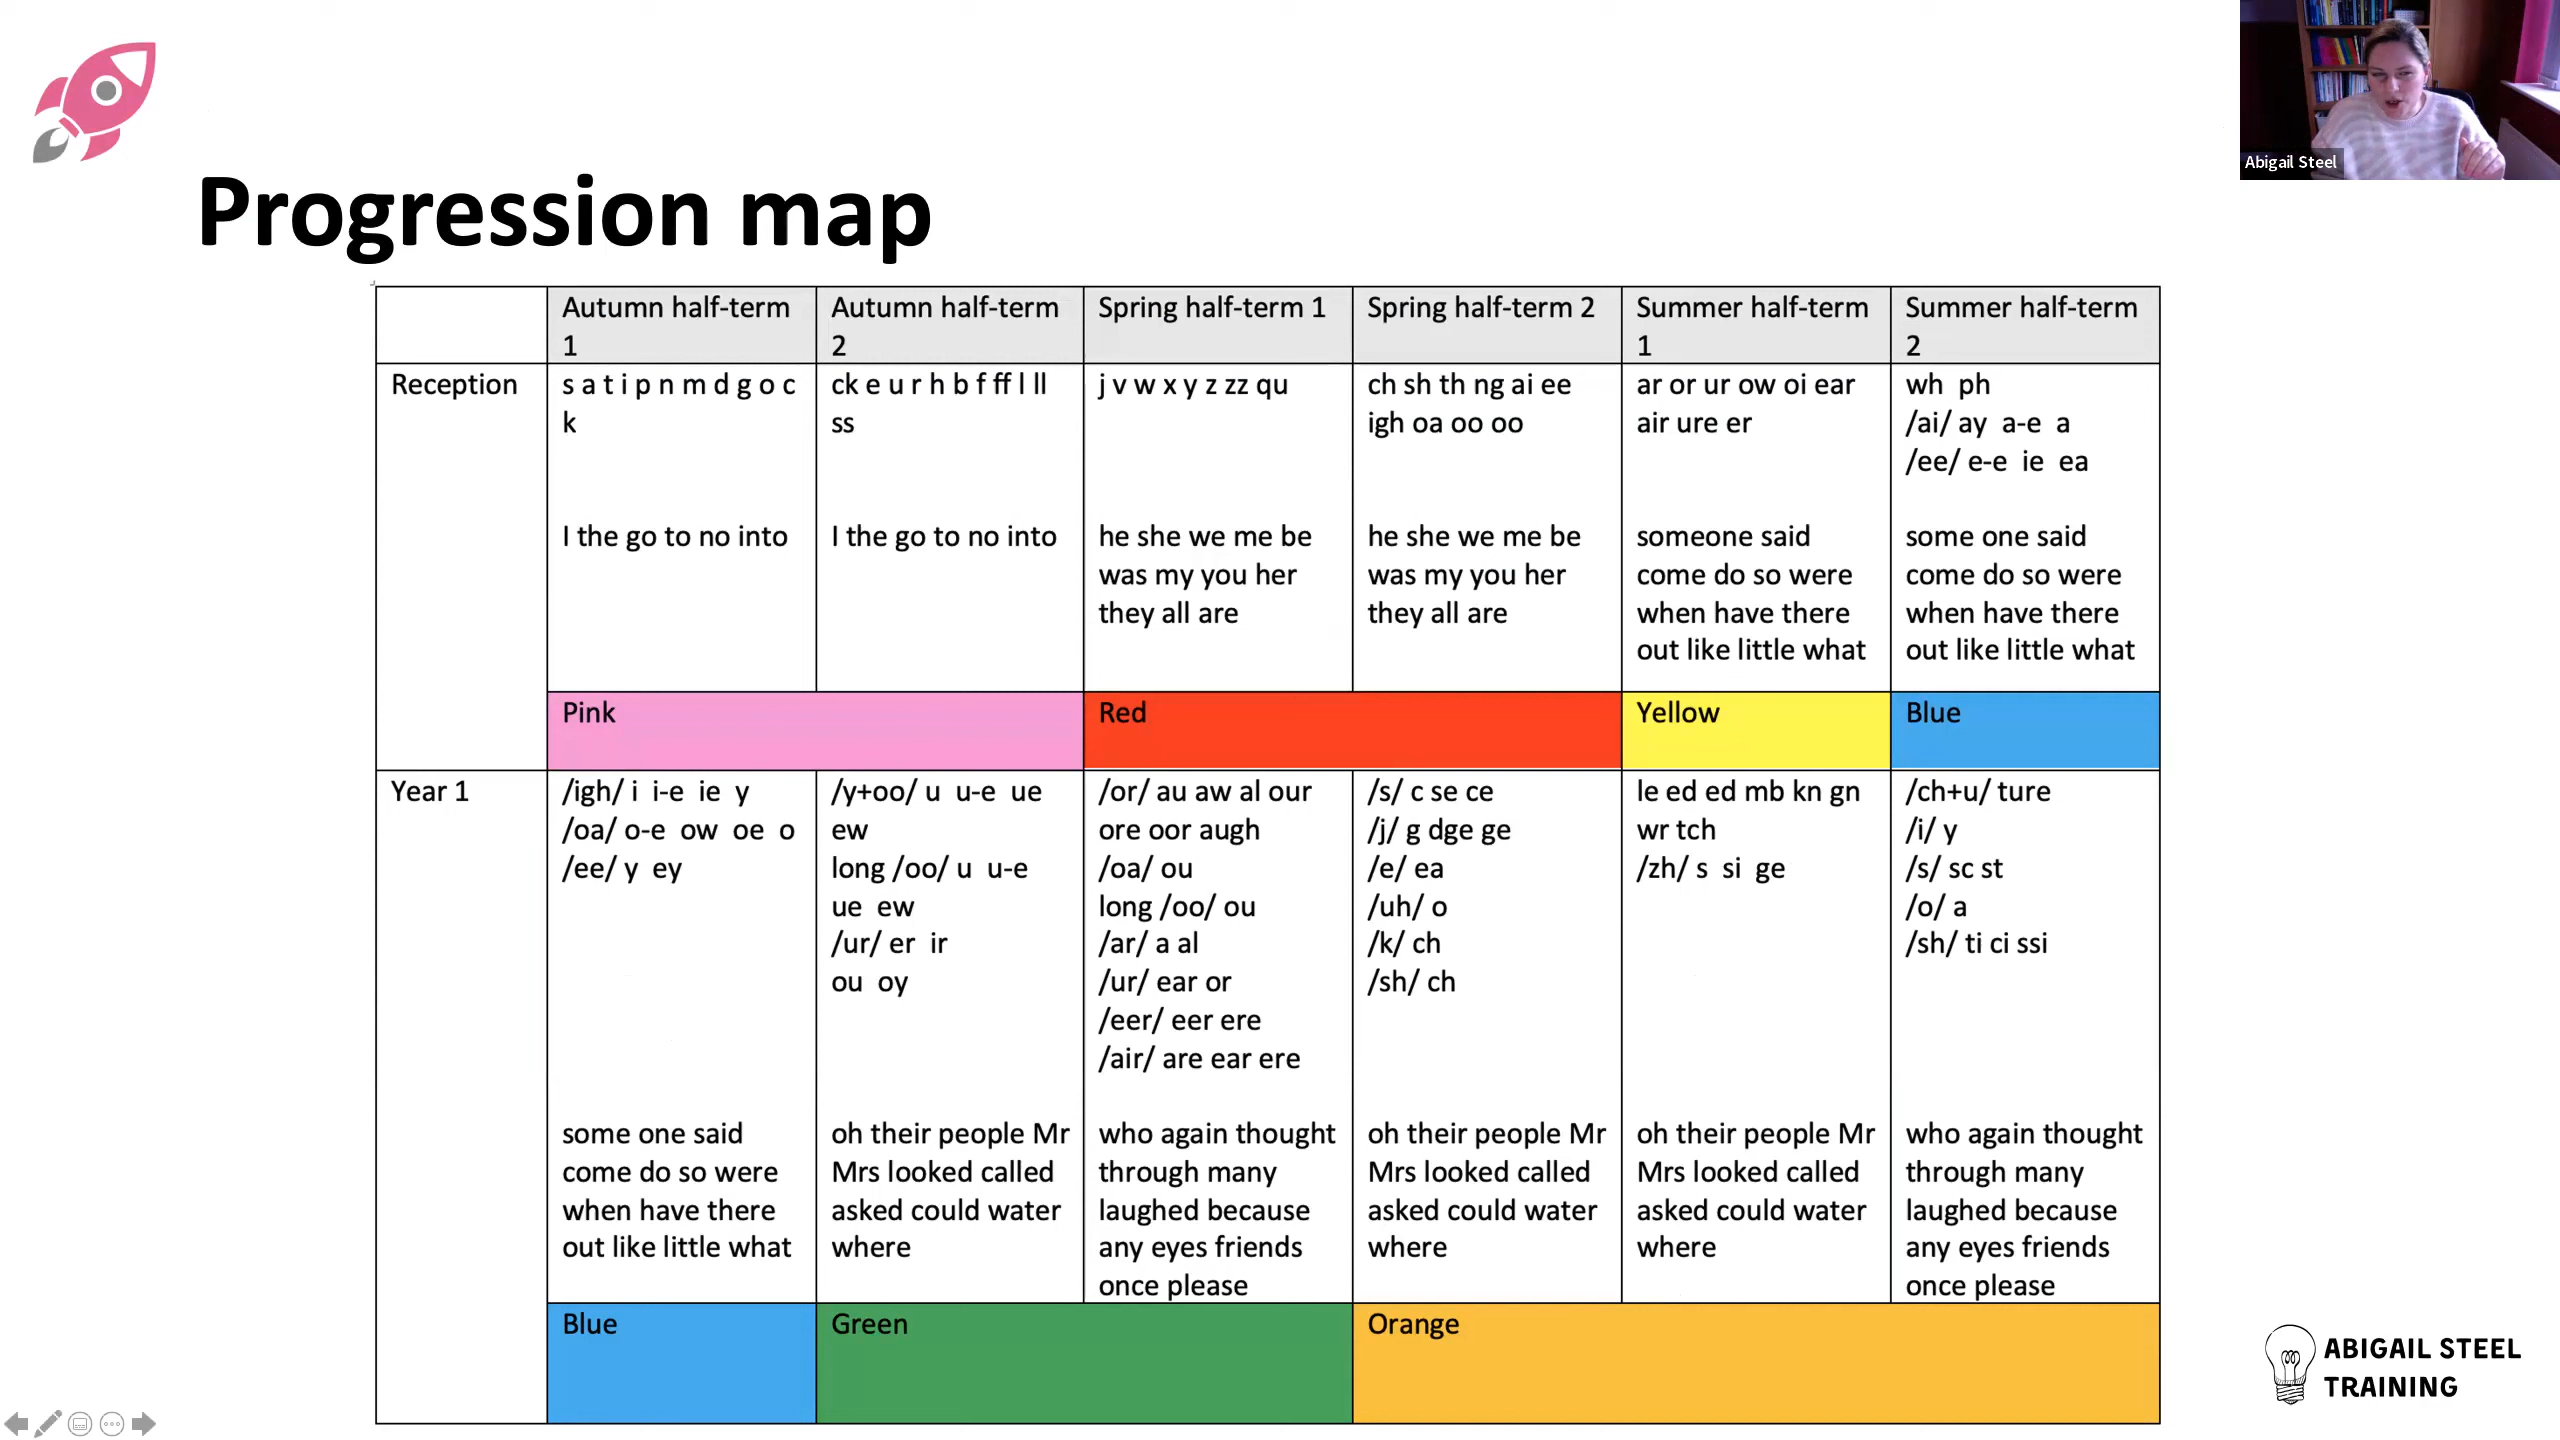 Abigail Steel
Progression map
Autumn half-term
1
Autumn half-term
2
Spring half-term 1
Spring half-term 2
Summer half-term
1
Summer half-term
2
Reception
s a t i p n m d g o c
k
I the go to no into
ck e u r h b f ff l ll
ss
I the go to no into
j v w x y z zz qu
he she we me be
was my you her
they all are
ch sh th ng ai ee
igh oa oo oo
he she we me be
was my you her
they all are
ar or ur ow oi ear
air ure er
someone said
come do so were
when have there
out like little what
wh ph
/ai/ ay a-e a
/ee/ e-e ie ea
some one said
come do so were
when have there
out like little what
Pink
Red
Yellow
Blue
Year 1
/igh/ i i-e ie y
/oa/ o-e ow oe o
/ee/ y ey
some one said
come do so were
when have there
out like little what
/y+oo/ u u-e ue
ew
long /oo/ u u-e
ue ew
/ur/ er ir
ou oy
oh their people Mr
Mrs looked called
asked could water
where
/or/ au aw al our
ore oor augh
/oa/ ou
long /oo/ ou
/ar/ a al
/ur/ ear or
/eer/ eer ere
/air/ are ear ere
who again thought
through many
laughed because
any eyes friends
once please
/s/ c se ce
/j/ g dge ge
/e/ ea
/uh/ o
/k/ ch
/sh/ ch
oh their people Mr
Mrs looked called
asked could water
where
le ed ed mb kn gn
wr tch
/zh/ s si ge
oh their people Mr
Mrs looked called
asked could water
where
/ch+u/ ture
/i/ y
/s/ sc st
/o/ a
/sh/ ti ci ssi
who again thought
through many
laughed because
any eyes friends
once please
Blue
Green
Orange
ABIGAIL STEEL
TRAINING